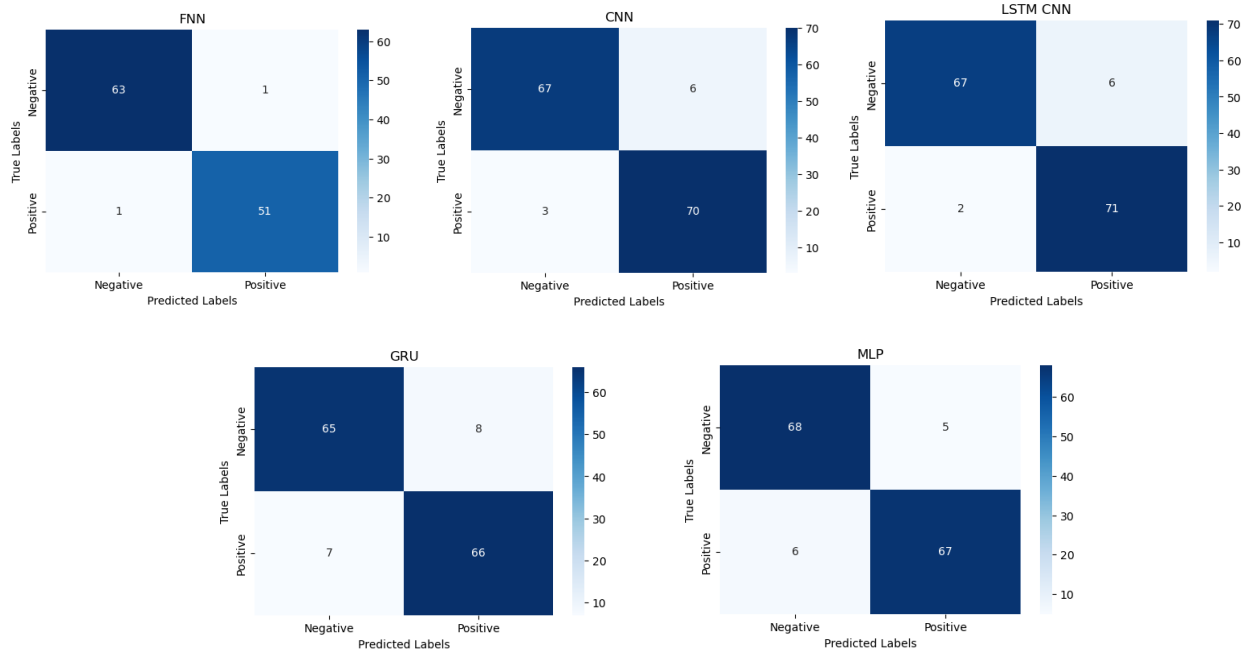 FNN
63 1
1 51
Negative
Positive
True Labels
Negative Positive
Predicted Labels
60
50
40
30
20
10
CNN
67 6
3 70
Negative
Positive
True Labels
Negative Positive
Predicted Labels
70
60
50
40
30
20
10
LSTM CNN
67 6
2 71
Negative
Positive
True Labels
Negative Positive
Predicted Labels
70
60
50
40
30
20
10
GRU
65 8
7 66
Negative
Positive
True Labels
Negative Positive
Predicted Labels
60
50
40
30
20
10
MLP
68 5
6 67
Negative
Positive
True Labels
Negative Positive
Predicted Labels
60
50
40
30
20
10